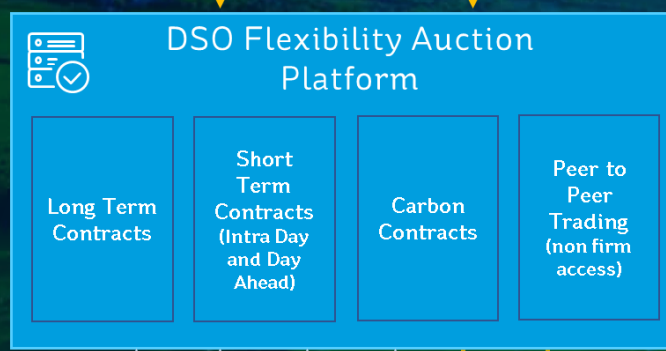 DSO Flexibility Auction
Platform
Long Term
Contracts
Short
Term
Contracts
(Intra Day
and Day
Ahead)
Carbon
Contracts
Peer to
Peer
Trading
(non firm
access)